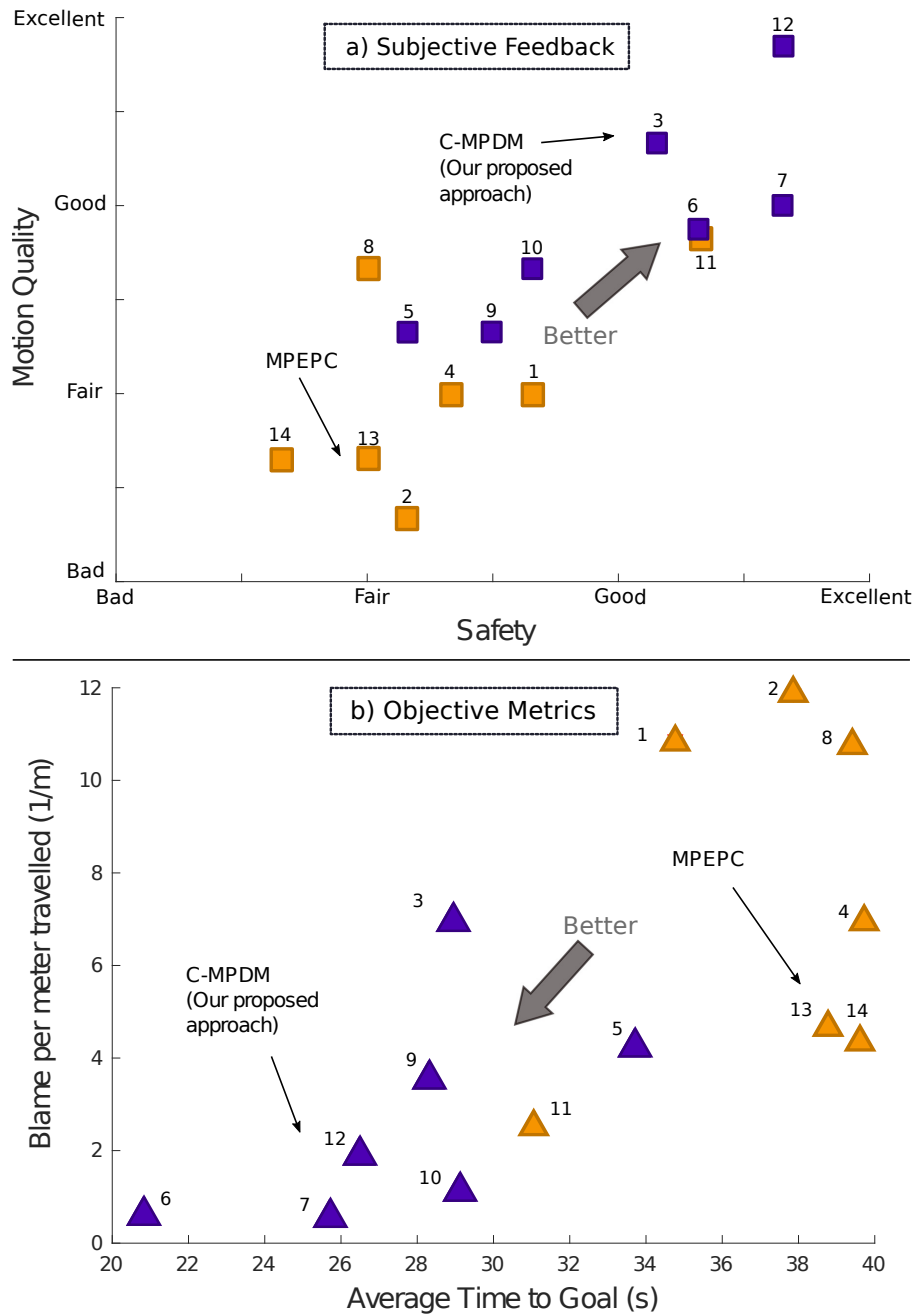 Excellent
a) Subjective Feedback
12
3
C-MPDM
(Our proposed
approach)
7
Good
6
8
10
11
Motion Quality
5
9
Better
MPEPC
4
1
Fair
14
13
2
Bad
Bad
Fair
Good
Excellent
Safety
12
b) Objective Metrics
2
1
8
10
Blame per meter travelled (1/m)
8
MPEPC
3
4
Better
6
C-MPDM
(Our proposed
approach)
13
14
5
4
9
11
12
2
10
6
7
0
20
22
24
26
28
30
32
34
36
38
40
Average Time to Goal (s)